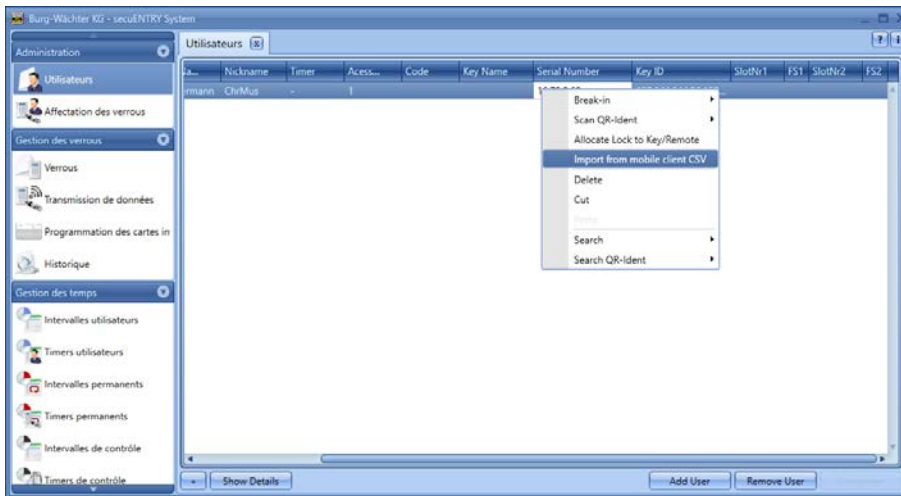 Burg-Wächter KG - secuENTRY System
Administration
Utilisateurs
Affectation des verrous
Gestion des verrous
Verrous
Transmission de données
Programmation des cartes in
Historique
Gestion des temps
Intervalles utilisateurs
Timers utilisateurs
Intervalles permanents
Timers permanents
Intervalles de contrôle
Timers de contrôle
Utilisateurs
Nickname Timer Acess... Code Key Name Serial Number Key ID SlotNr1 FS1 SlotNr2 FS2
ChrMus - 1
Break-in
Scan QR-Ident
Allocate Lock to Key/Remote
Import from mobile client CSV
Delete
Cut
Search
Search QR-Ident
Show Details
Add User
Remove User